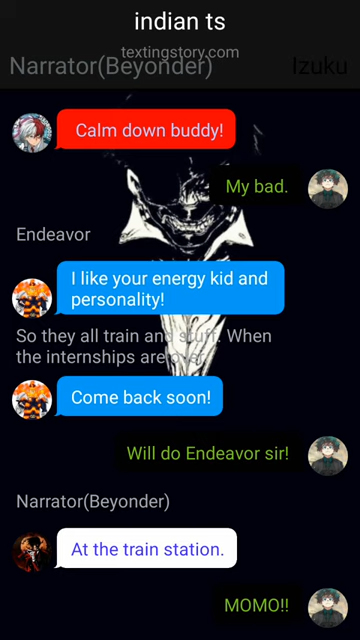 indian ts
textingstory.com
Narrator(Beyonder)
Izuku
Calm down buddy!
My bad.
Endeavor
I like your energy kid and
personality!
So they all train and stuff. When
the internships are over.
Come back soon!
Will do Endeavor sir!
Narrator(Beyonder)
At the train station.
MOMO!!